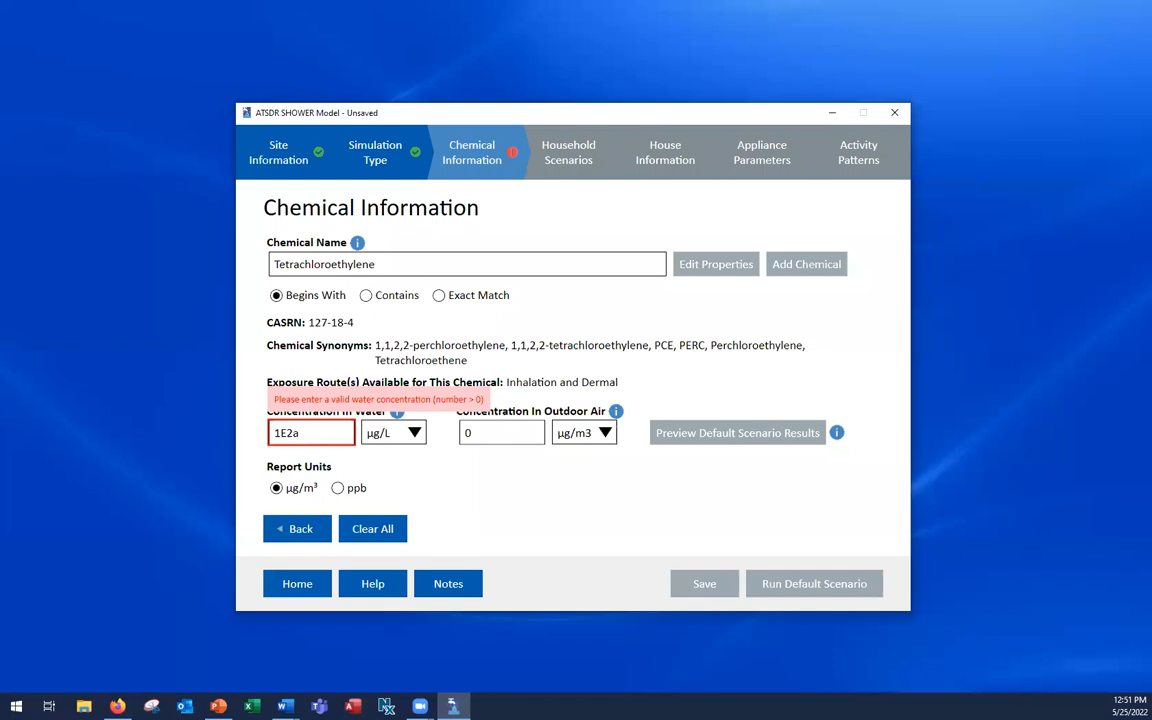 ATSDR SHOWER Model - Unsaved
Site Information
Simulation Type
Chemical Information
Household Scenarios
House Information
Appliance Parameters
Activity Patterns
Chemical Information
Chemical Name
Tetrachloroethylene
Edit Properties
Add Chemical
Begins With Contains Exact Match
CASRN: 127-18-4
Chemical Synonyms: 1,1,2,2-perchloroethylene, 1,1,2,2-tetrachloroethylene, PCE, PERC, Perchloroethylene,
Tetrachloroethene
Exposure Route(s) Available for This Chemical: Inhalation and Dermal
Please enter a valid water concentration (number > 0)
Concentration In Water Concentration In Outdoor Air
1E2a µg/L 0 µg/m3 Preview Default Scenario Results
Report Units
µg/m³ ppb
Back Clear All
Home Help Notes Save Run Default Scenario
12:51 PM
5/25/2022